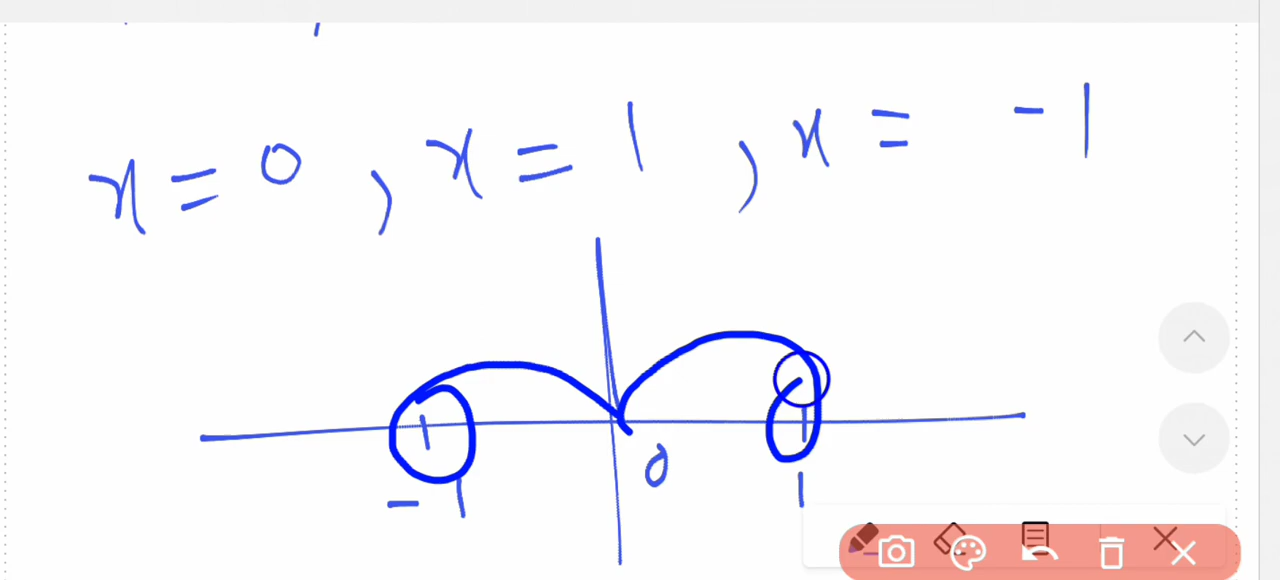 x = 0 , x = 1 , x = -1
0
-1 1